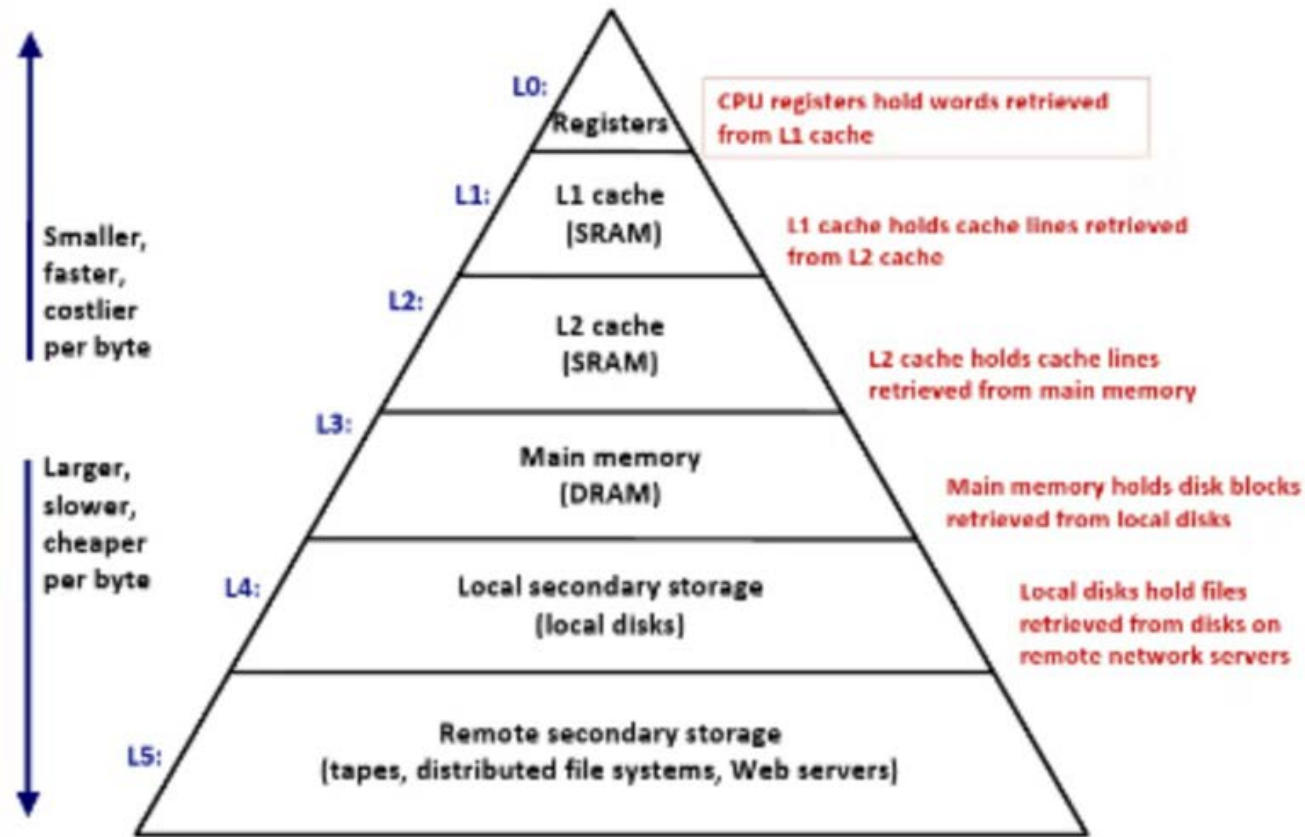 L0:
Registers
CPU registers hold words retrieved
from L1 cache
L1:
L1 cache
(SRAM)
L1 cache holds cache lines retrieved
from L2 cache
Smaller,
faster,
costlier
per byte
L2:
L2 cache
(SRAM)
L2 cache holds cache lines
retrieved from main memory
L3:
Main memory
(DRAM)
Main memory holds disk blocks
retrieved from local disks
Larger,
slower,
cheaper
per byte
L4:
Local secondary storage
(local disks)
Local disks hold files
retrieved from disks on
remote network servers
L5:
Remote secondary storage
(tapes, distributed file systems, Web servers)